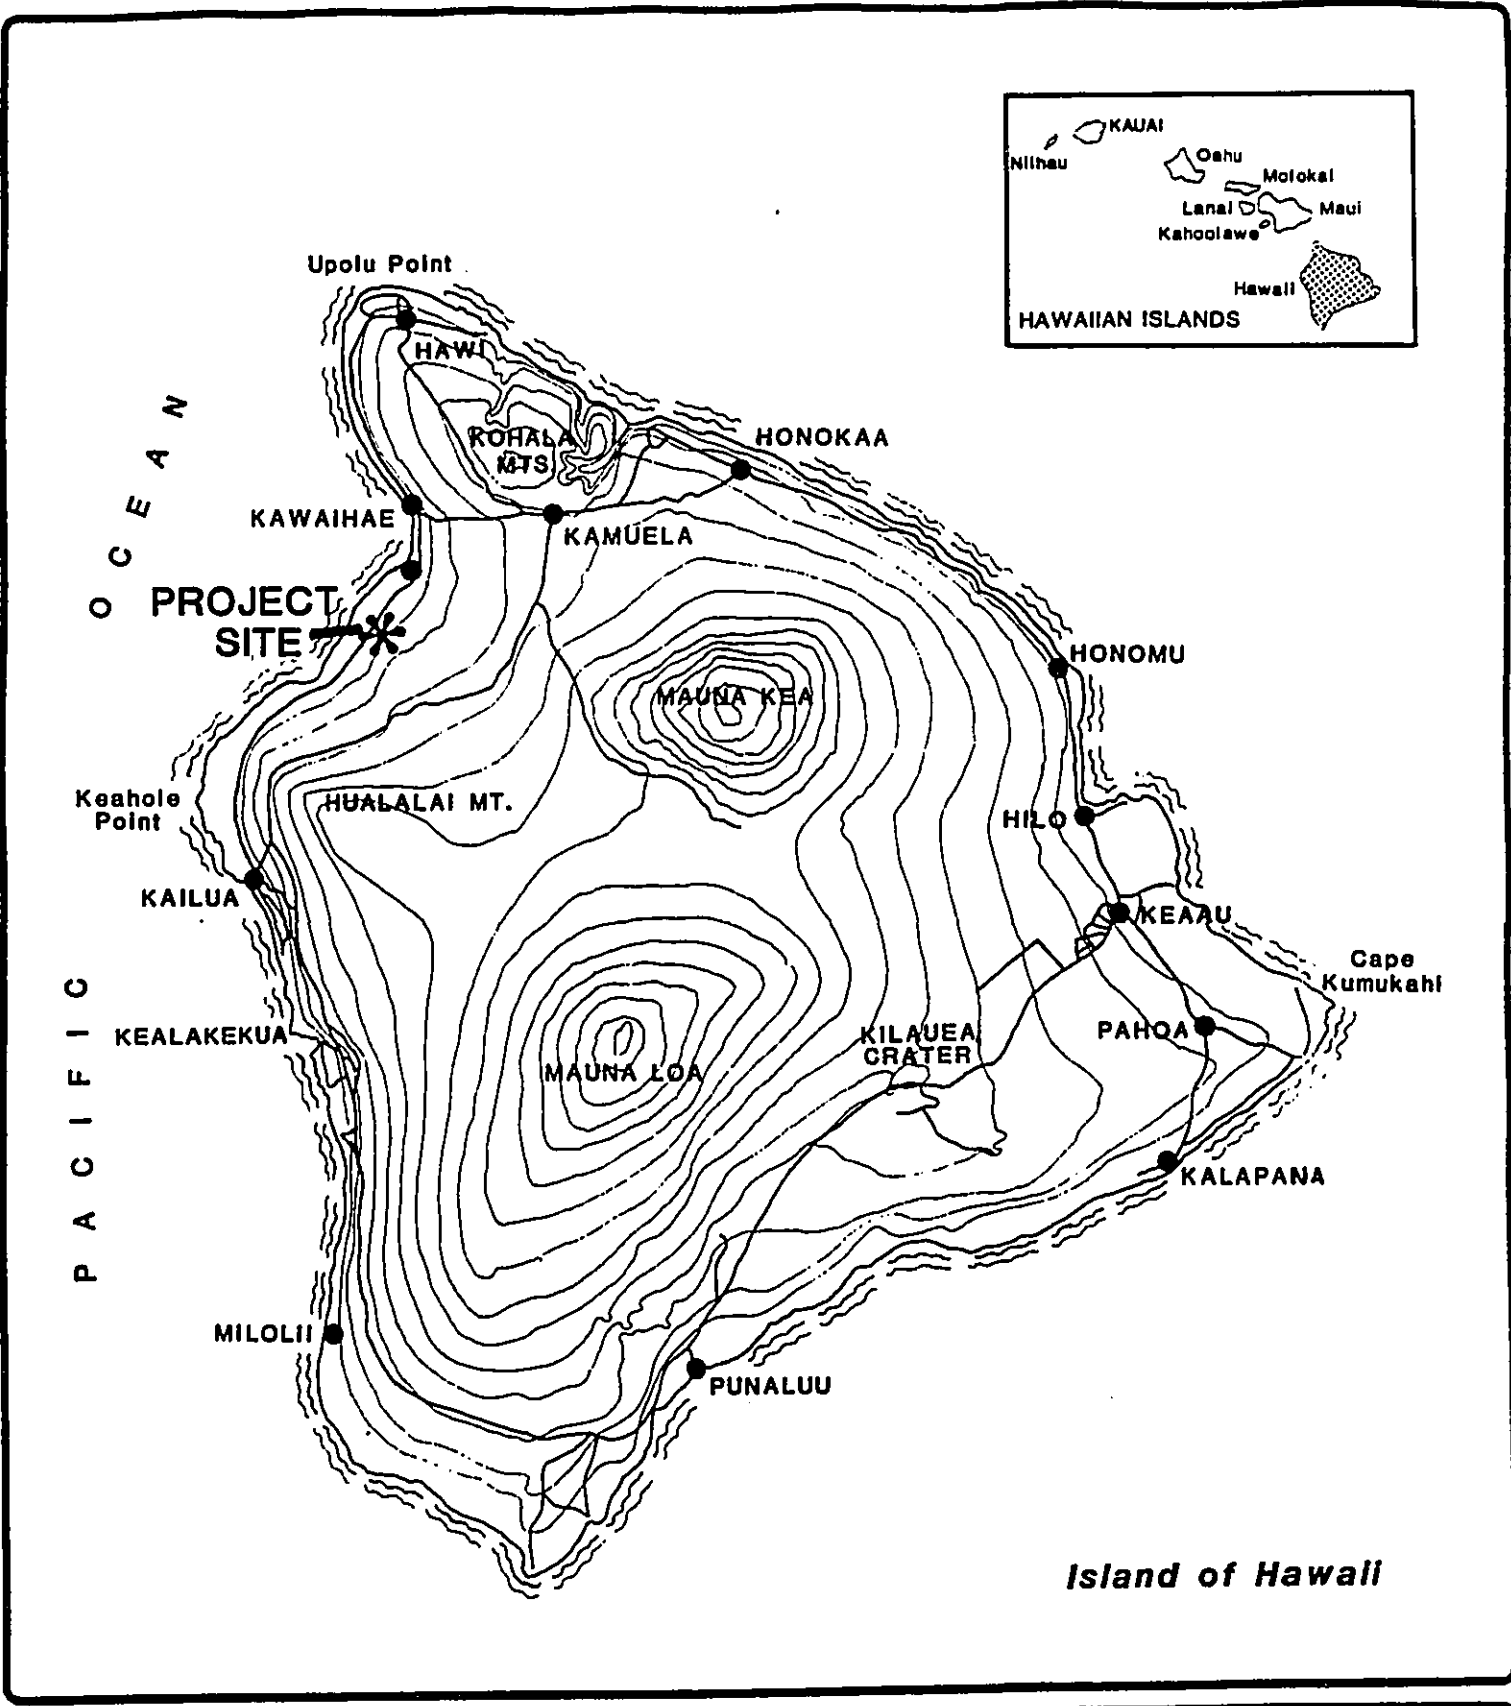 KAUAI
Niihau
Oahu
Molokai
Lanai
Maui
Kahoolawe
Hawaii
HAWAIIAN ISLANDS
Upolu Point
HAWI
KOHALA
MTS.
HONOKAA
KAWAIHAE
KAMUELA
PROJECT
SITE
HONOMU
MAUNA KEA
Keahole
Point
HUALALAI MT.
HILO
KAILUA
KEAAU
Cape
Kumukahi
KEALAKEKUA
KILAUEA
CRATER
PAHOA
MAUNA LOA
KALAPANA
MILOLII
PUNALUU
PACIFIC OCEAN
Island of Hawaii